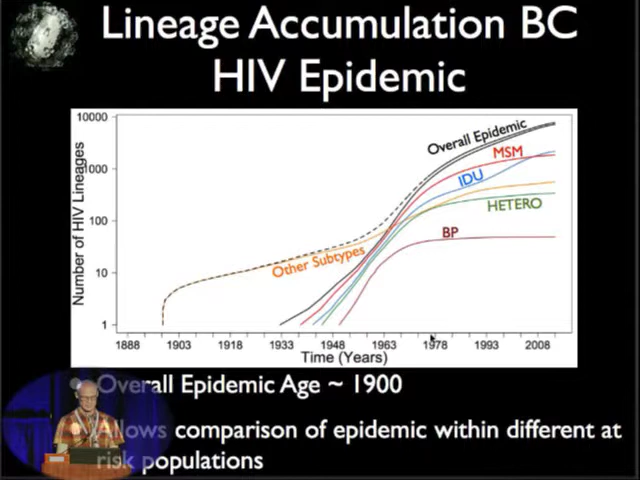 Lineage Accumulation BC
HIV Epidemic
Number of HIV Lineages
10000
1000
100
10
1
Overall Epidemic
MSM
IDU
HETERO
BP
Other Subtypes
1888 1903 1918 1933 1948 1963 1978 1993 2008
Time (Years)
Overall Epidemic Age ~ 1900
comparison of epidemic within different at
risk populations